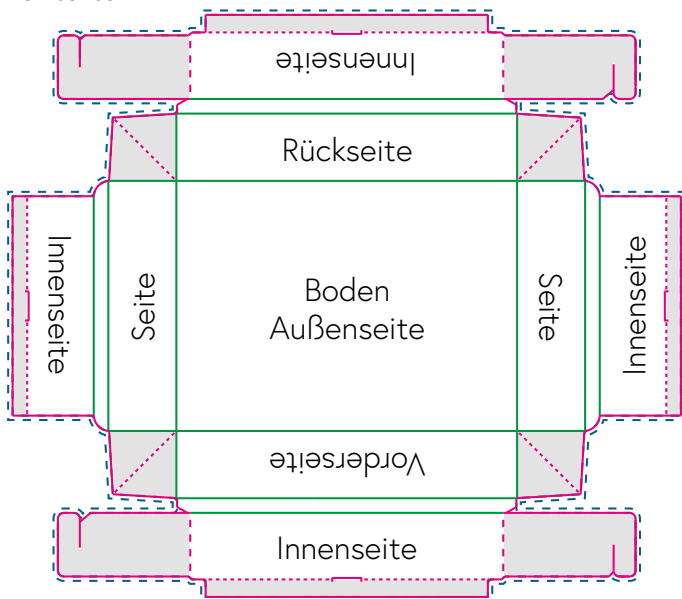 Innenseite
Rückseite
Innenseite
Seite
Boden
Außenseite
Seite
Innenseite
Vorderseite
Innenseite